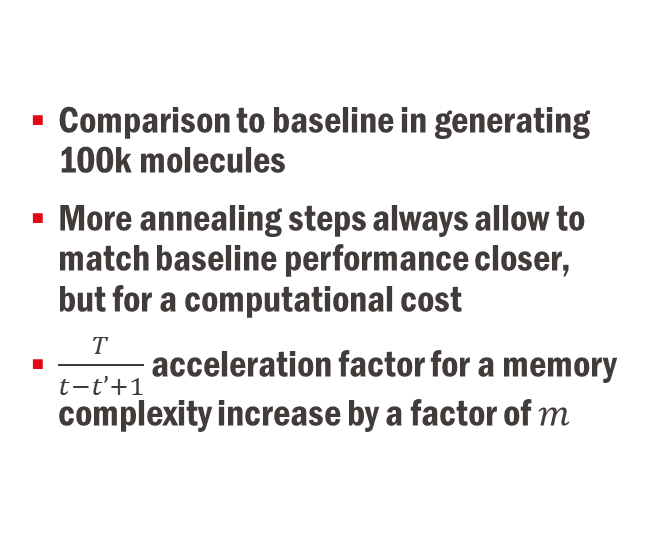 ▪ Comparison to baseline in generating
100k molecules
▪ More annealing steps always allow to
match baseline performance closer,
but for a computational cost
▪ T/(t−t'+1) acceleration factor for a memory
complexity increase by a factor of m